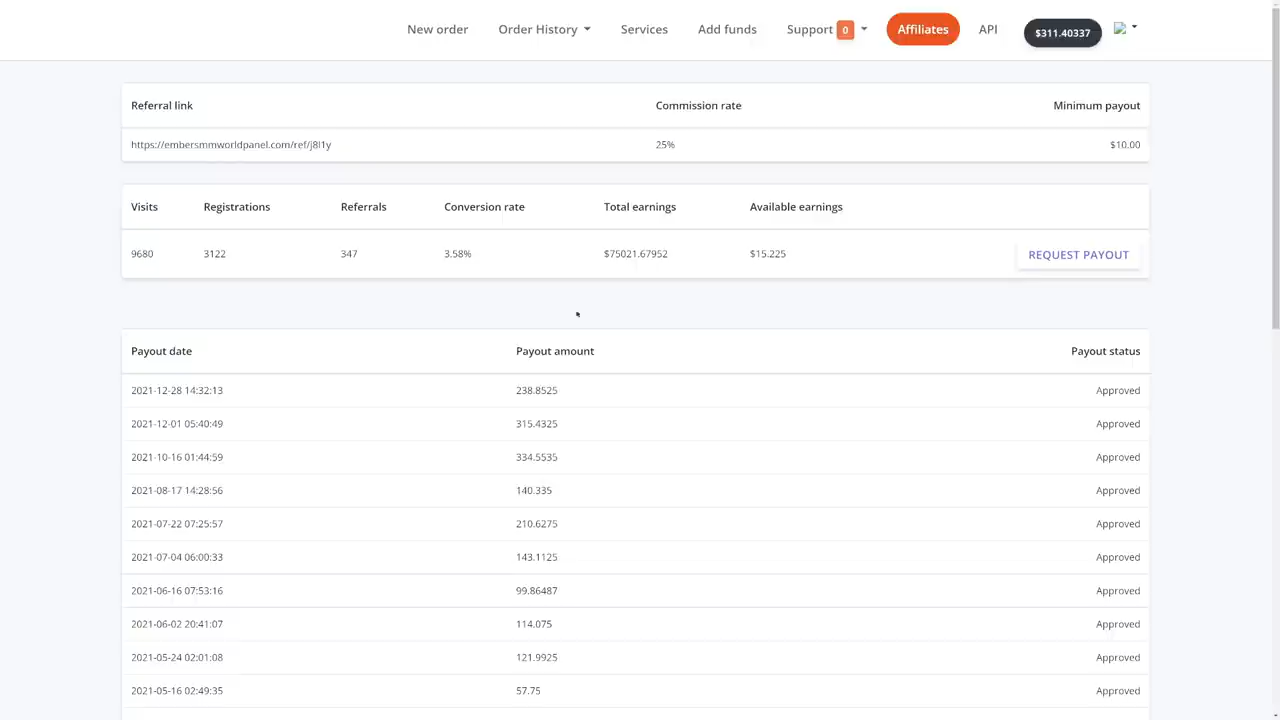 New order Order History Services Add funds Support 0 Affiliates API $311.40337
Referral link Commission rate Minimum payout
https://embersmmworldpanel.com/ref/j8l1y 25% $10.00
Visits Registrations Referrals Conversion rate Total earnings Available earnings
9680 3122 347 3.58% $75021.67952 $15.225 REQUEST PAYOUT
Payout date Payout amount Payout status
2021-12-28 14:32:13 238.8525 Approved
2021-12-01 05:40:49 315.4325 Approved
2021-10-16 01:44:59 334.5535 Approved
2021-08-17 14:28:56 140.335 Approved
2021-07-22 07:25:57 210.6275 Approved
2021-07-04 06:00:33 143.1125 Approved
2021-06-16 07:53:16 99.86487 Approved
2021-06-02 20:41:07 114.075 Approved
2021-05-24 02:01:08 121.9925 Approved
2021-05-16 02:49:35 57.75 Approved